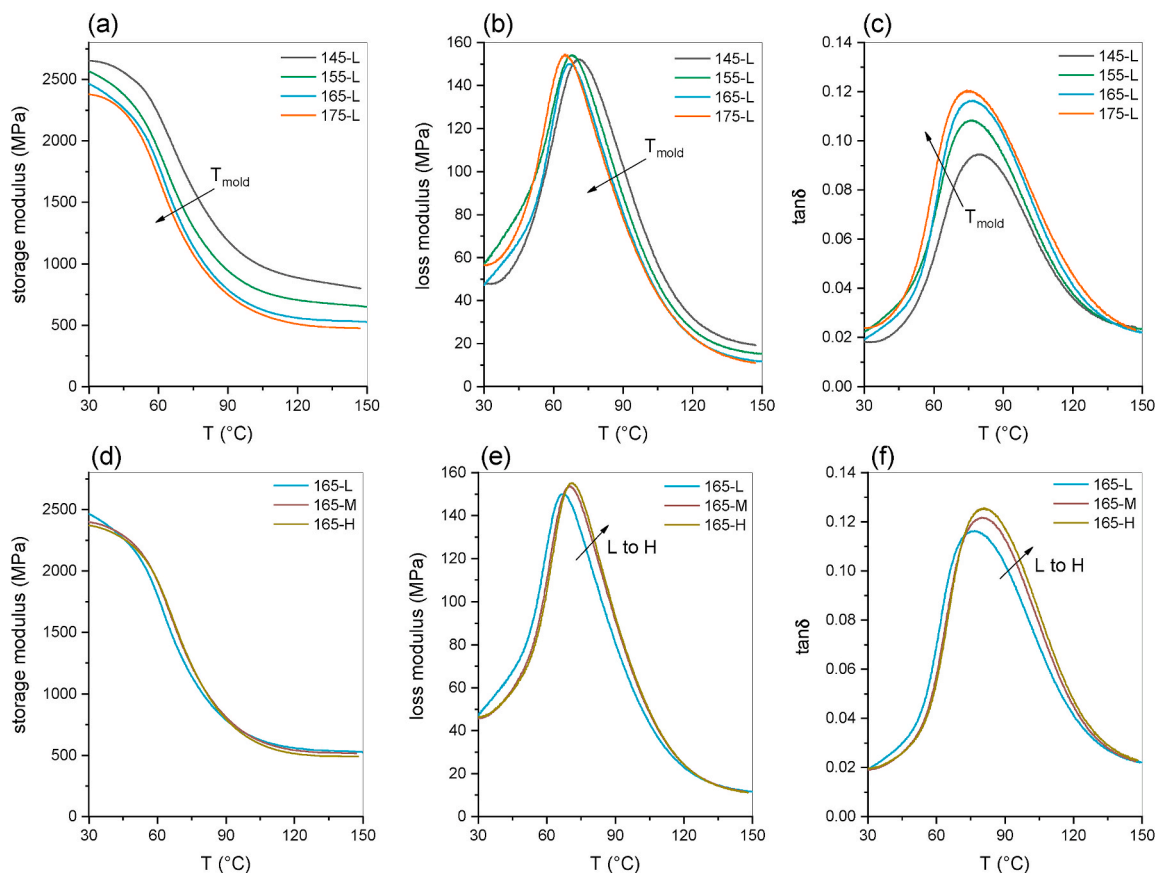 (a)
145-L
155-L
165-L
175-L
T mold
storage modulus (MPa)
2500
2000
1500
1000
500
0
30 60 90 120 150
T (°C)
(b)
145-L
155-L
165-L
175-L
T mold
loss modulus (MPa)
160
140
120
100
80
60
40
20
0
30 60 90 120 150
T (°C)
(c)
145-L
155-L
165-L
175-L
T mold
tanδ
0.14
0.12
0.10
0.08
0.06
0.04
0.02
0.00
30 60 90 120 150
T (°C)
(d)
165-L
165-M
165-H
storage modulus (MPa)
2500
2000
1500
1000
500
0
30 60 90 120 150
T (°C)
(e)
165-L
165-M
165-H
L to H
loss modulus (MPa)
160
140
120
100
80
60
40
20
0
30 60 90 120 150
T (°C)
(f)
165-L
165-M
165-H
L to H
tanδ
0.14
0.12
0.10
0.08
0.06
0.04
0.02
0.00
30 60 90 120 150
T (°C)